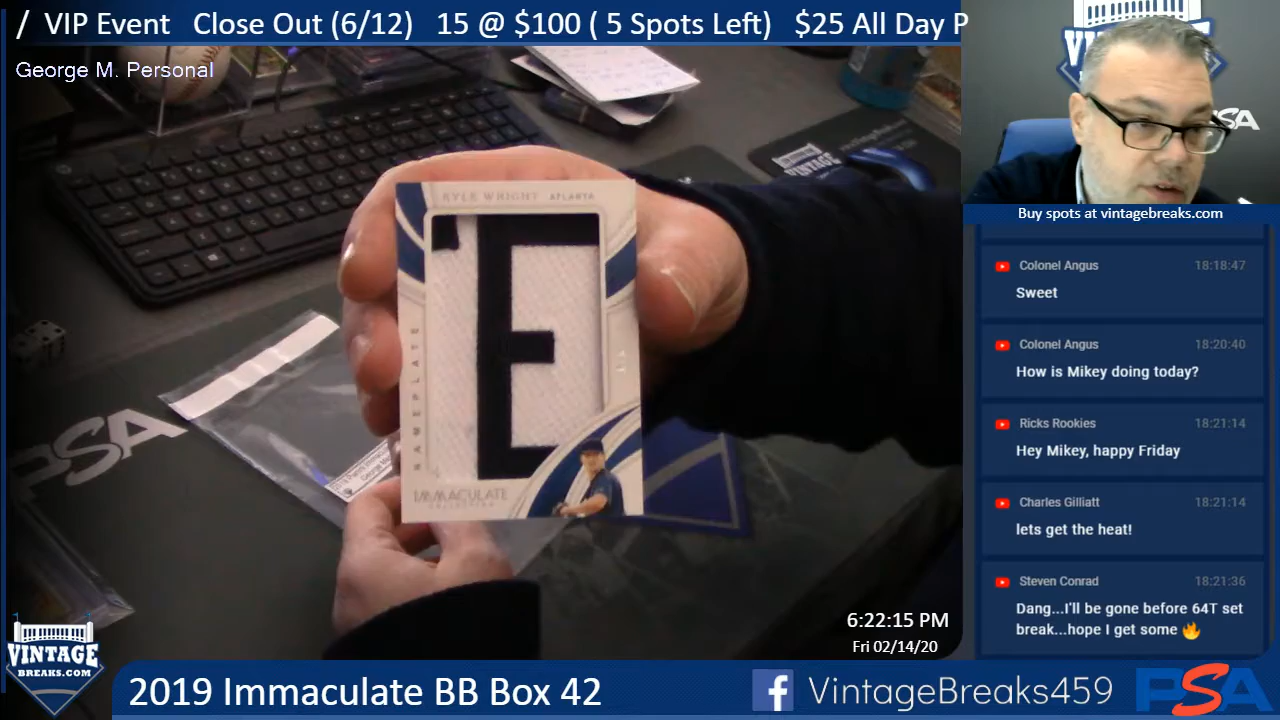 / VIP Event Close Out (6/12) 15 @ $100 ( 5 Spots Left) $25 All Day P
George M. Personal
KYLE WRIGHT ATLANTA
E
NAMEPLATE
IMMACULATE
COLLECTION
PSA
VINTAGE
PSA
Buy spots at vintagebreaks.com
Colonel Angus 18:18:47
Sweet
Colonel Angus 18:20:40
How is Mikey doing today?
Ricks Rookies 18:21:14
Hey Mikey, happy Friday
Charles Gilliatt 18:21:14
lets get the heat!
Steven Conrad 18:21:36
Dang...I'll be gone before 64T set
break...hope I get some 🔥
6:22:15 PM
Fri 02/14/20
VINTAGE
BREAKS.COM
2019 Immaculate BB Box 42
f VintageBreaks459
PSA